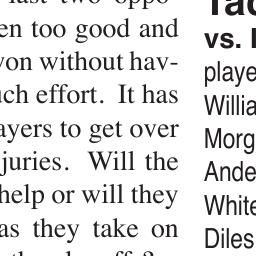 last two oppo-
en too good and
von without hav-
uch effort. It has
ayers to get over
juries. Will the
help or will they
as they take on
vs.
playe
Willia
Morg
Ande
White
Diles